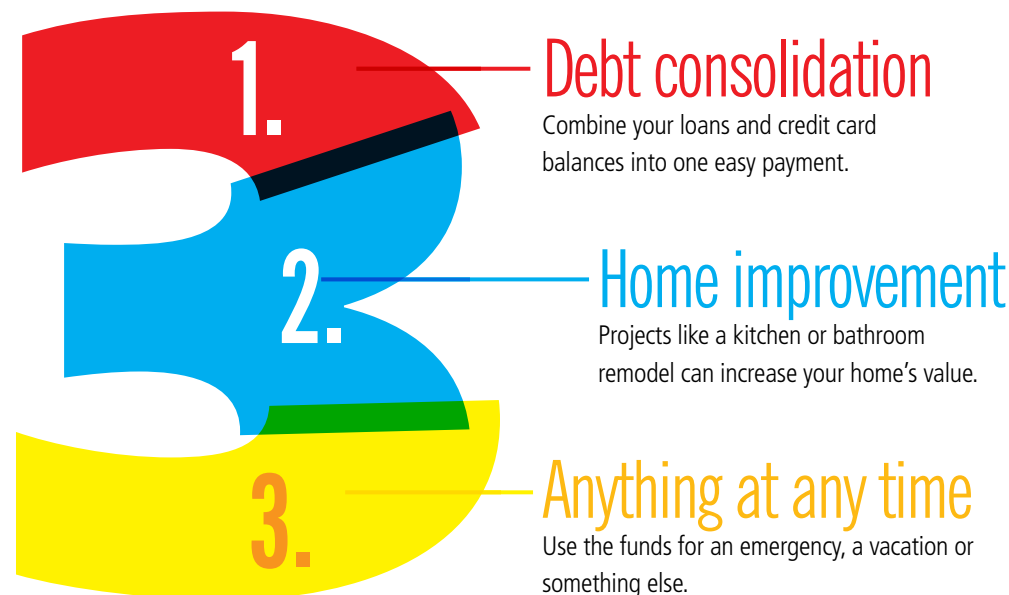 1.
Debt consolidation
Combine your loans and credit card
balances into one easy payment.
2.
Home improvement
Projects like a kitchen or bathroom
remodel can increase your home’s value.
3.
Anything at any time
Use the funds for an emergency, a vacation or
something else.